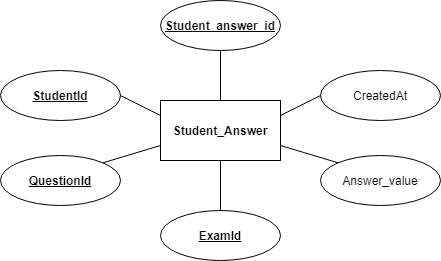 Student_answer_id
StudentId
CreatedAt
Student_Answer
QuestionId
Answer_value
ExamId